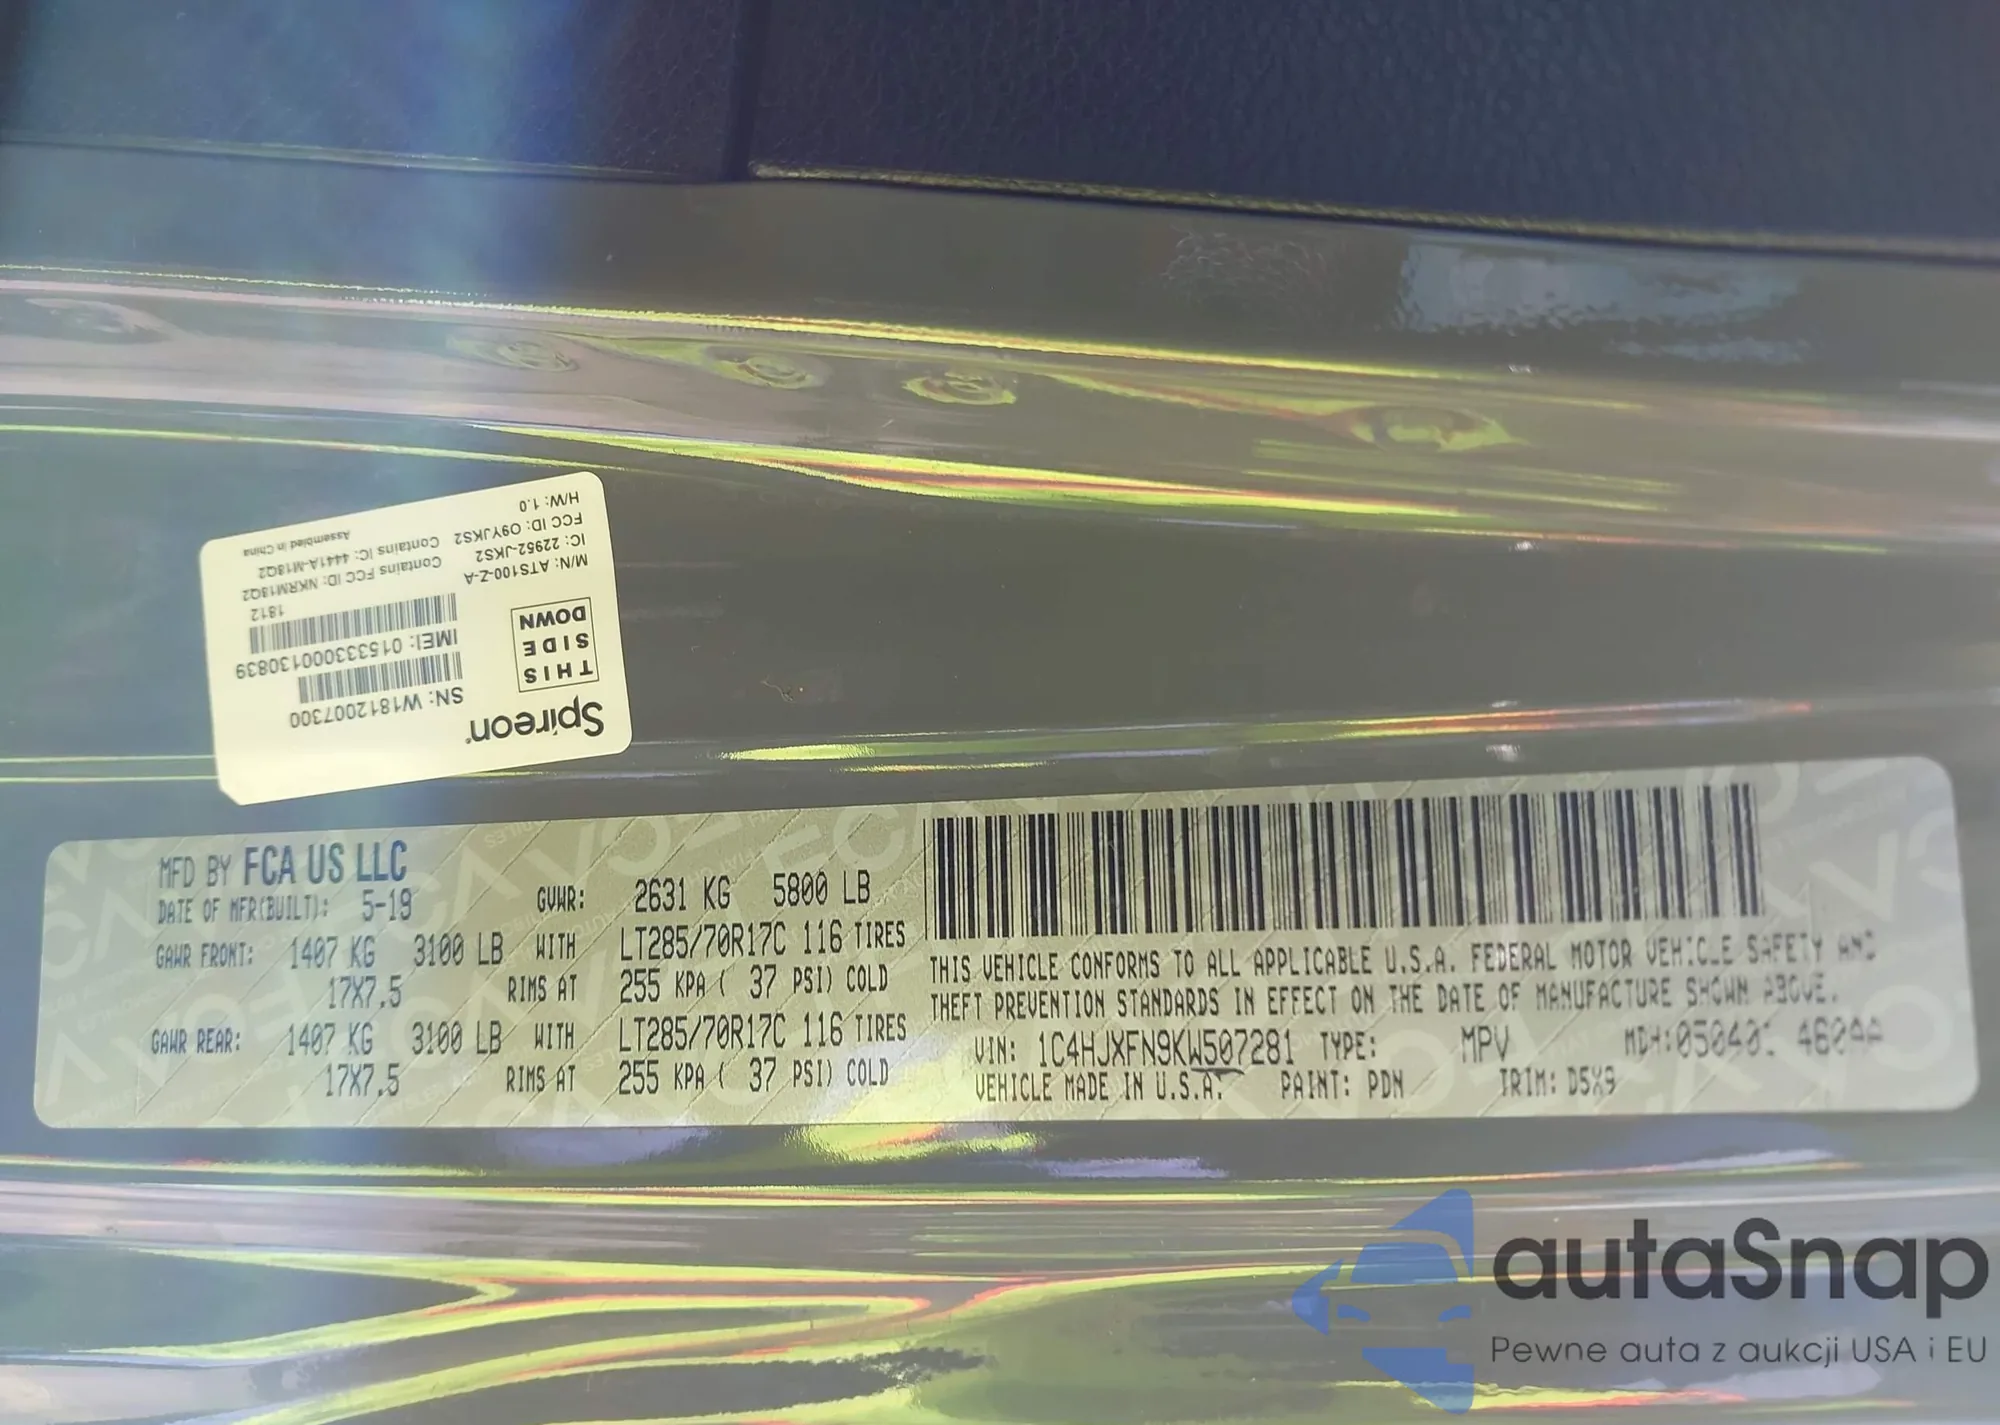 Spireon
THIS
SIDE
DOWN
SN: W1812007300
IMEI: 015333000130839
1812
M/N: ATS100-Z-A
IC: 22952-JKS2
FCC ID: O9YJKS2
H/W: 1.0
Contains FCC ID: NKRM18Q2
Contains IC: 4441A-M18Q2
Assembled in China
MFD BY FCA US LLC
DATE OF MFR(BUILT): 5-19
GVWR: 2631 KG 5800 LB
GAWR FRONT: 1407 KG 3100 LB WITH LT285/70R17C 116 TIRES
17X7.5 RIMS AT 255 KPA ( 37 PSI) COLD
GAWR REAR: 1407 KG 3100 LB WITH LT285/70R17C 116 TIRES
17X7.5 RIMS AT 255 KPA ( 37 PSI) COLD
THIS VEHICLE CONFORMS TO ALL APPLICABLE U.S.A. FEDERAL MOTOR VEHICLE SAFETY AND
THEFT PREVENTION STANDARDS IN EFFECT ON THE DATE OF MANUFACTURE SHOWN ABOVE.
VIN: 1C4HJXFN9KW507281 TYPE: MPV MDH:050401 460AA
VEHICLE MADE IN U.S.A. PAINT: PDN TRIM: D5X9
autaSnap
Pewne auta z aukcji USA i EU